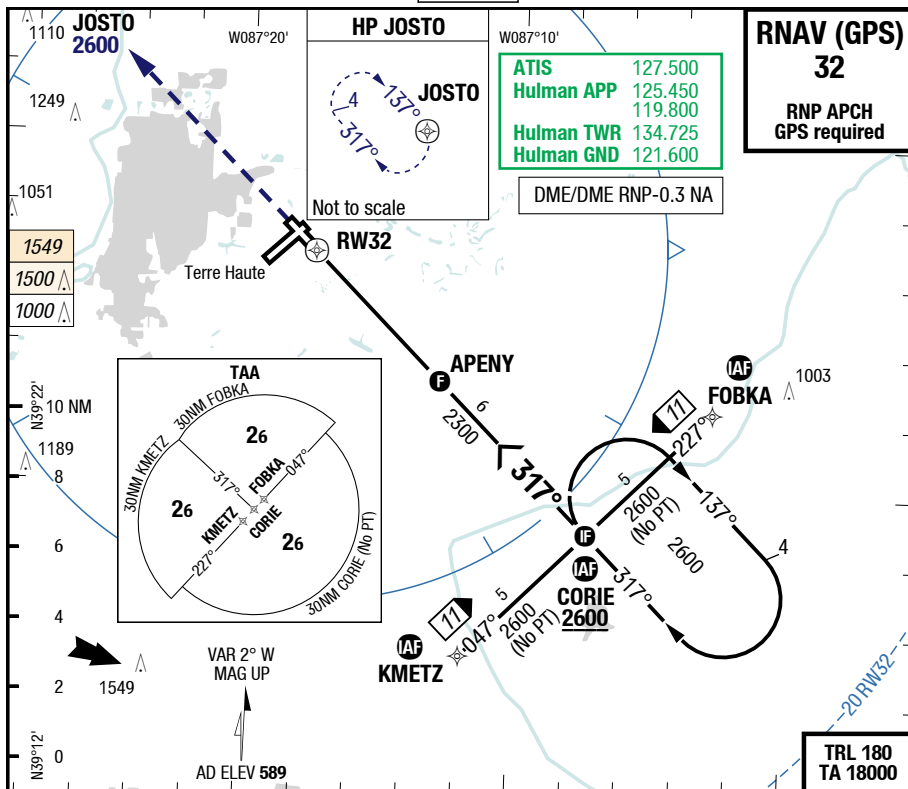 1110
JOSTO
2600
W087°20'
HP JOSTO
W087°10'
RNAV (GPS)
32
RNP APCH
GPS required
ATIS 127.500
Hulman APP 125.450
119.800
Hulman TWR 134.725
Hulman GND 121.600
DME/DME RNP-0.3 NA
4
137°
317°
JOSTO
Not to scale
1249
1051
1549
1500
1000
RW32
Terre Haute
APENY
F
6
2300
317°
IAF
FOBKA
1003
11
227°
5
2600
(No PT)
137°
2600
4
317°
IF
IAF
CORIE
2600
5
2600
(No PT)
047°
11
IAF
KMETZ
TAA
30NM FOBKA
30NM KMETZ
30NM CORIE (No PT)
26
26
26
317°
047°
227°
FOBKA
KMETZ
CORIE
N39°22'
10 NM
1189
8
6
4
2
0
N39°12'
1549
VAR 2° W
MAG UP
AD ELEV 589
20 RW32
TRL 180
TA 18000